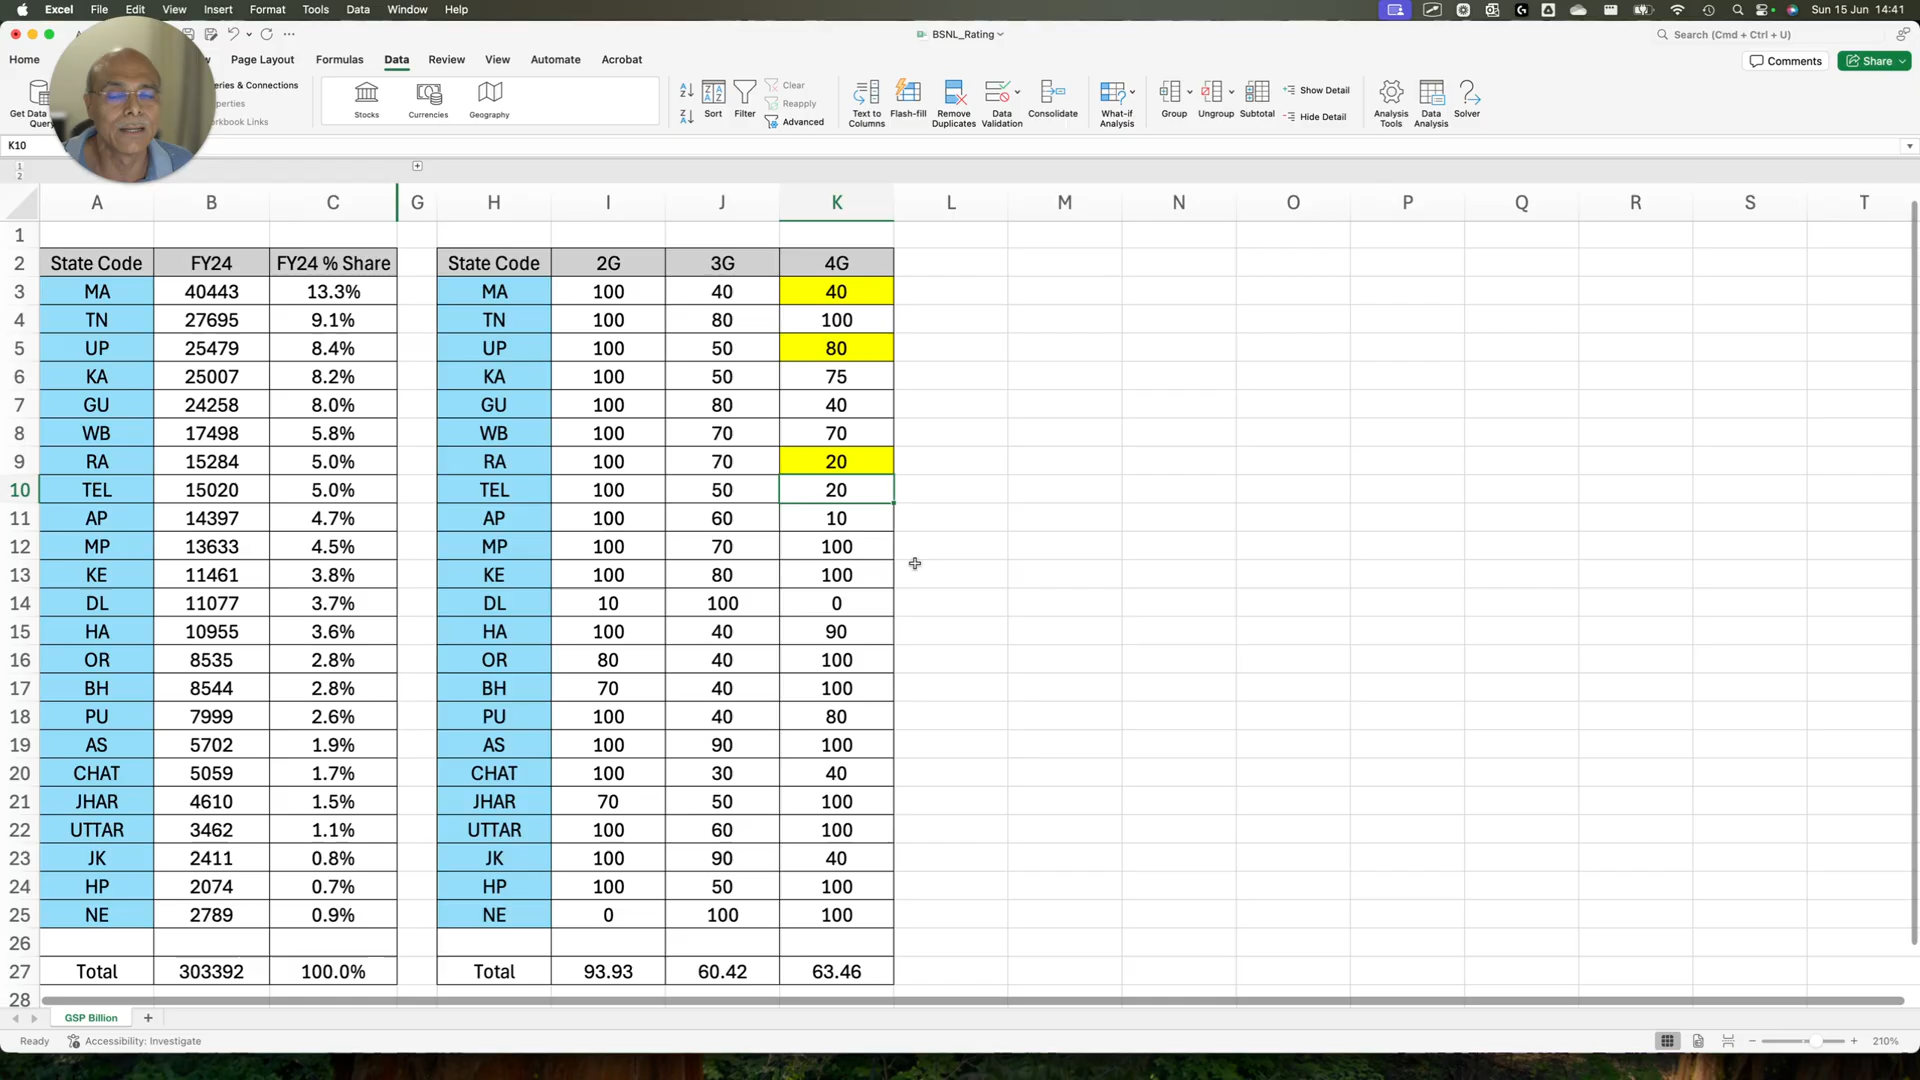 Excel File Edit View Insert Format Tools Data Window Help Sun 15 Jun 14:41
BSNL_Rating Search (Cmd + Ctrl + U)
Home Page Layout Formulas Data Review View Automate Acrobat Comments Share
Get Data Query
Workbook Links
Stocks Currencies Geography
Sort Filter Clear Reapply Advanced
Text to Columns Flash-fill Remove Duplicates Data Validation Consolidate
What-if Analysis Group Ungroup Subtotal Show Detail Hide Detail
Analysis Tools Data Analysis Solver
K10
1
2
A B C G H I J K L M N O P Q R S T
1
2 State Code FY24 FY24 % Share State Code 2G 3G 4G
3 MA 40443 13.3% MA 100 40 40
4 TN 27695 9.1% TN 100 80 100
5 UP 25479 8.4% UP 100 50 80
6 KA 25007 8.2% KA 100 50 75
7 GU 24258 8.0% GU 100 80 40
8 WB 17498 5.8% WB 100 70 70
9 RA 15284 5.0% RA 100 70 20
10 TEL 15020 5.0% TEL 100 50 20
11 AP 14397 4.7% AP 100 60 10
12 MP 13633 4.5% MP 100 70 100
13 KE 11461 3.8% KE 100 80 100
14 DL 11077 3.7% DL 10 100 0
15 HA 10955 3.6% HA 100 40 90
16 OR 8535 2.8% OR 80 40 100
17 BH 8544 2.8% BH 70 40 100
18 PU 7999 2.6% PU 100 40 80
19 AS 5702 1.9% AS 100 90 100
20 CHAT 5059 1.7% CHAT 100 30 40
21 JHAR 4610 1.5% JHAR 70 50 100
22 UTTAR 3462 1.1% UTTAR 100 60 100
23 JK 2411 0.8% JK 100 90 40
24 HP 2074 0.7% HP 100 50 100
25 NE 2789 0.9% NE 0 100 100
26
27 Total 303392 100.0% Total 93.93 60.42 63.46
28
GSP Billion
Ready Accessibility: Investigate 210%